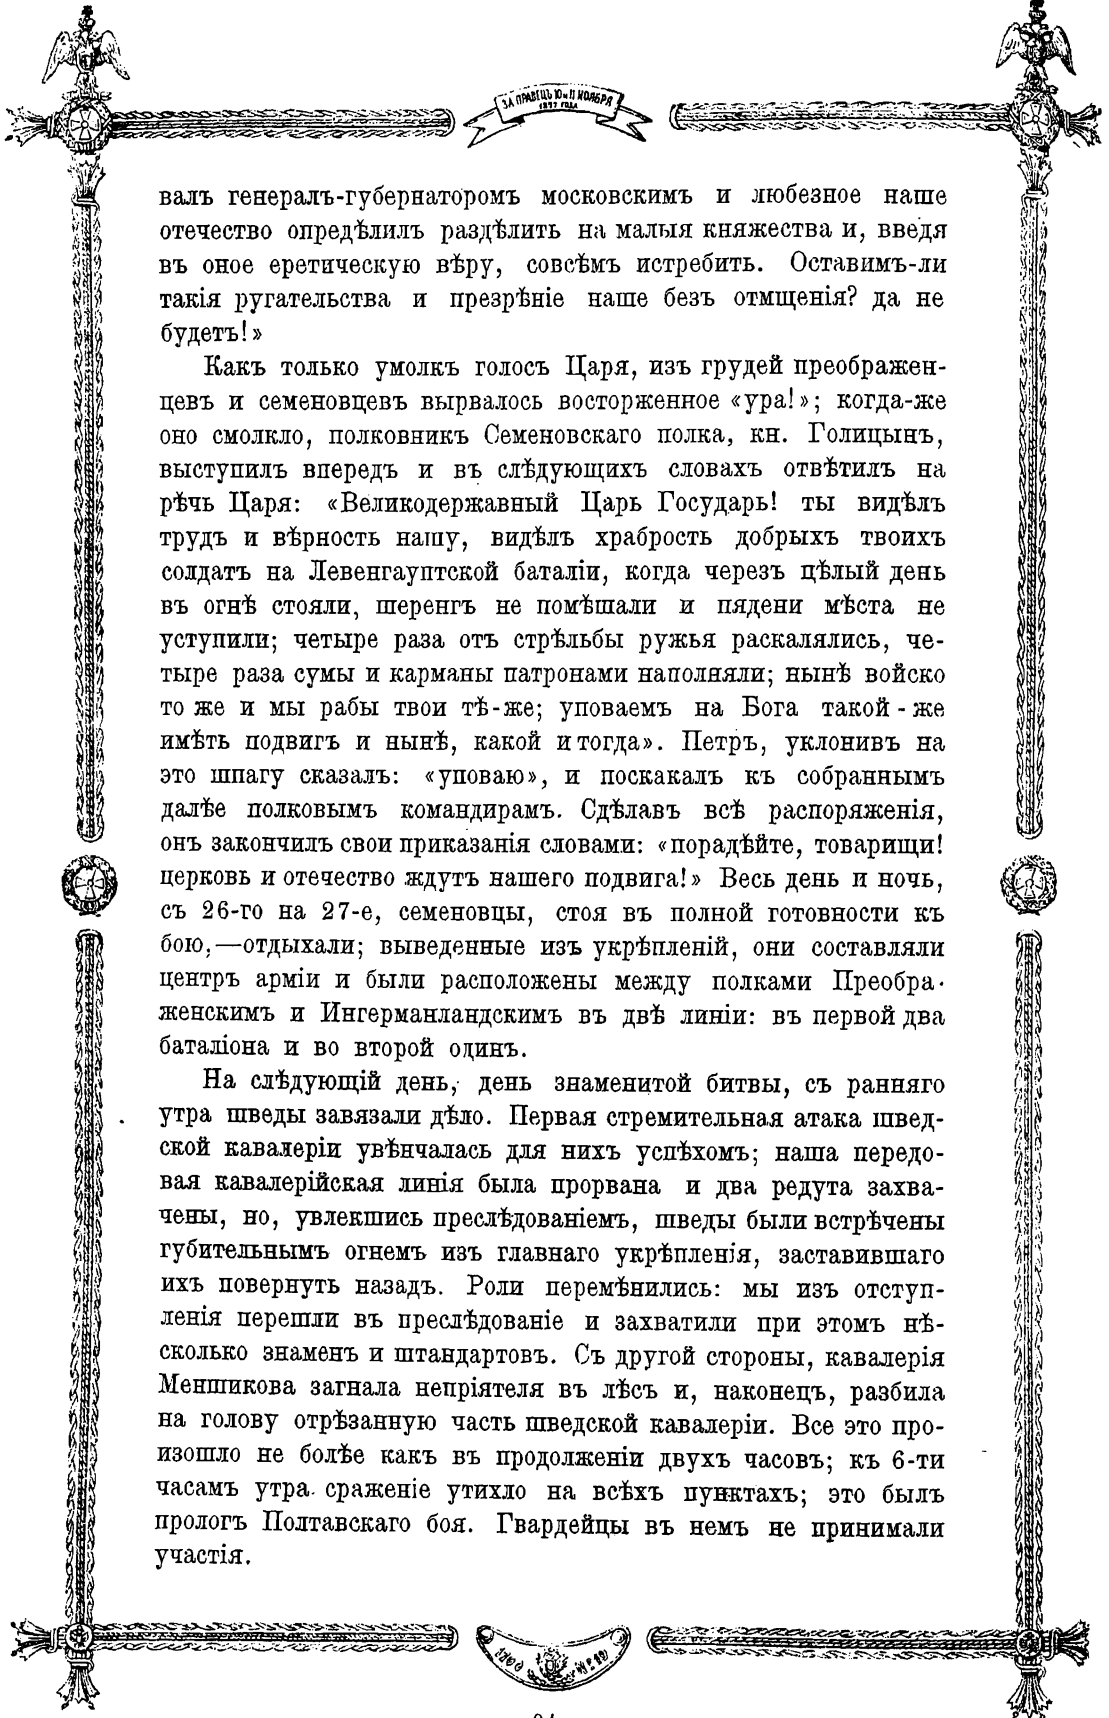 ЗА ПРАВЕЦЪ 10 и 11 НОЯБРЯ
1877 ГОДА
валъ генералъ-губернаторомъ московскимъ и любезное наше
отечество опредѣлилъ раздѣлить на малыя княжества и, введя
въ оное еретическую вѣру, совсѣмъ истребить. Оставимъ-ли
такія ругательства и презрѣніе наше безъ отмщенія? да не
будетъ!»
Какъ только умолкъ голосъ Царя, изъ грудей преображен-
цевъ и семеновцевъ вырвалось восторженное «ура!»; когда-же
оно смолкло, полковникъ Семеновскаго полка, кн. Голицынъ,
выступилъ впередъ и въ слѣдующихъ словахъ отвѣтилъ на
рѣчь Царя: «Великодержавный Царь Государь! ты видѣлъ
трудъ и вѣрность нашу, видѣлъ храбрость добрыхъ твоихъ
солдатъ на Левенгауптской баталіи, когда черезъ цѣлый день
въ огнѣ стояли, шеренгъ не помѣшали и пядени мѣста не
уступили; четыре раза отъ стрѣльбы ружья раскалялись, че-
тыре раза сумы и карманы патронами наполняли; нынѣ войско
то же и мы рабы твои тѣ-же; уповаемъ на Бога такой-же
имѣть подвигъ и нынѣ, какой и тогда». Петръ, уклонивъ на
это шпагу сказалъ: «уповаю», и поскакалъ къ собраннымъ
далѣе полковымъ командирамъ. Сдѣлавъ всѣ распоряженія,
онъ закончилъ свои приказанія словами: «порадѣйте, товарищи!
церковь и отечество ждутъ нашего подвига!» Весь день и ночь,
съ 26-го на 27-е, семеновцы, стоя въ полной готовности къ
бою,—отдыхали; выведенные изъ укрѣпленій, они составляли
центръ арміи и были расположены между полками Преобра-
женскимъ и Ингерманландскимъ въ двѣ линіи: въ первой два
баталіона и во второй одинъ.
На слѣдующій день, день знаменитой битвы, съ ранняго
утра шведы завязали дѣло. Первая стремительная атака швед-
ской кавалеріи увѣнчалась для нихъ успѣхомъ; наша передо-
вая кавалерійская линія была прорвана и два редута захва-
чены, но, увлекшись преслѣдованіемъ, шведы были встрѣчены
губительнымъ огнемъ изъ главнаго укрѣпленія, заставившаго
ихъ повернуть назадъ. Роли перемѣнились: мы изъ отступ-
ленія перешли въ преслѣдованіе и захватили при этомъ нѣ-
сколько знаменъ и штандартовъ. Съ другой стороны, кавалерія
Меншикова загнала непріятеля въ лѣсъ и, наконецъ, разбила
на голову отрѣзанную часть шведской кавалеріи. Все это про-
изошло не болѣе какъ въ продолженіи двухъ часовъ; къ 6-ти
часамъ утра сраженіе утихло на всѣхъ пунктахъ; это былъ
прологъ Полтавскаго боя. Гвардейцы въ немъ не принимали
участія.